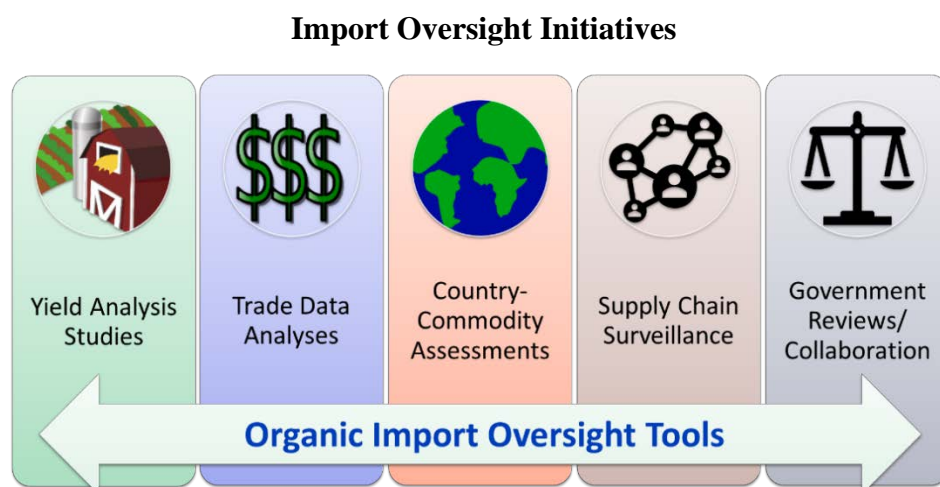 Import Oversight Initiatives
Yield Analysis
Studies
Trade Data
Analyses
Country-
Commodity
Assessments
Supply Chain
Surveillance
Government
Reviews/
Collaboration
Organic Import Oversight Tools